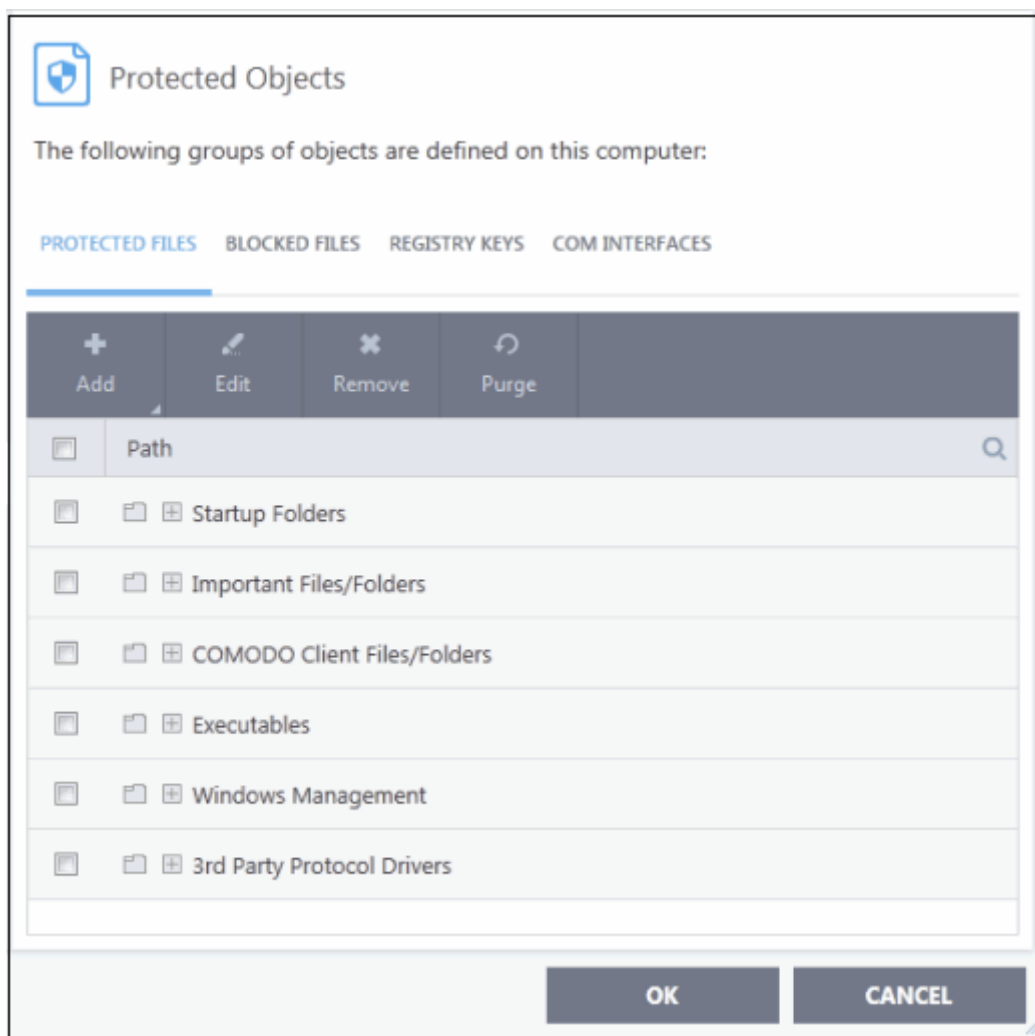 Protected Objects
The following groups of objects are defined on this computer:
PROTECTED FILES BLOCKED FILES REGISTRY KEYS COM INTERFACES
Add Edit Remove Purge
Path
Startup Folders
Important Files/Folders
COMODO Client Files/Folders
Executables
Windows Management
3rd Party Protocol Drivers
OK CANCEL